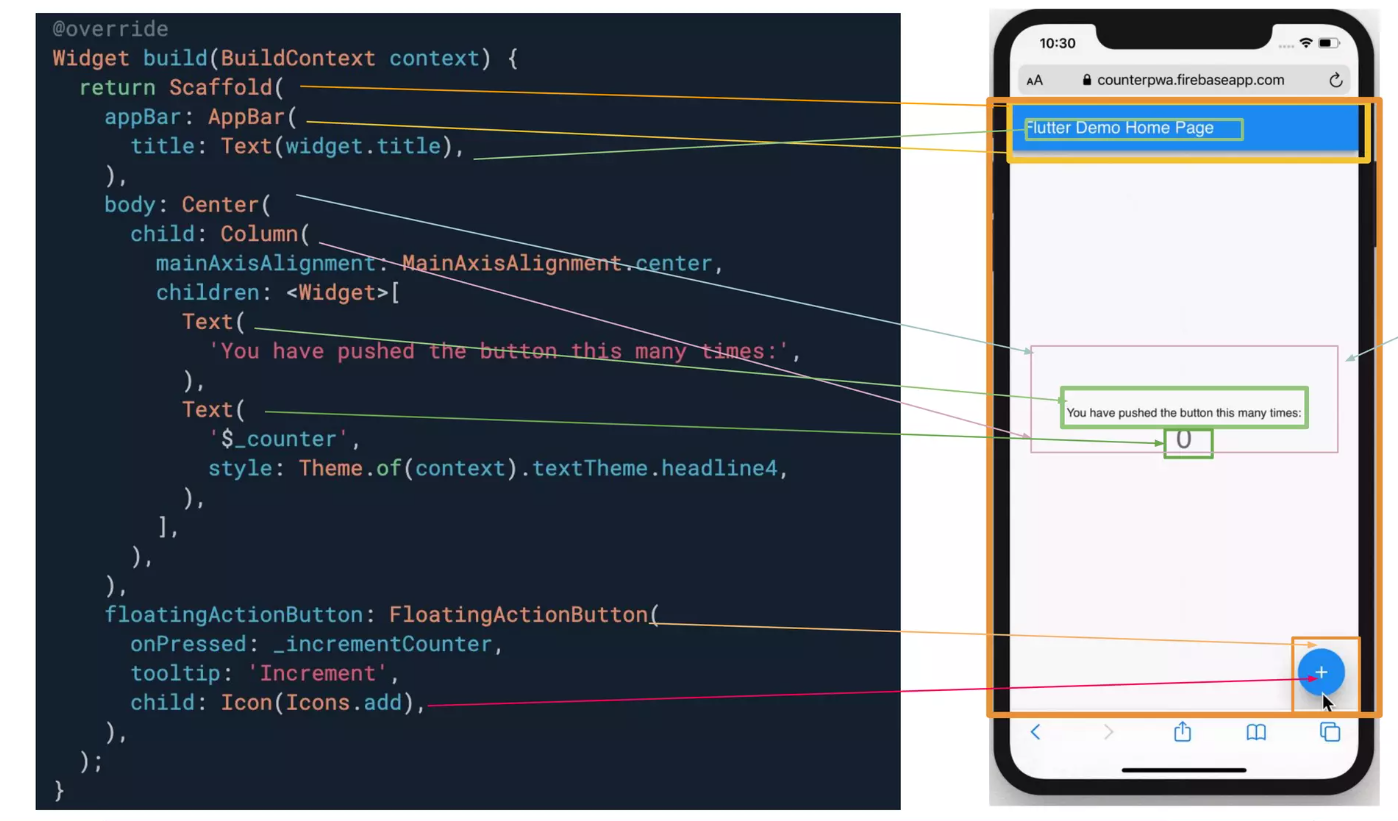 @override
Widget build(BuildContext context) {
return Scaffold(
appBar: AppBar(
title: Text(widget.title),
),
body: Center(
child: Column(
mainAxisAlignment: MainAxisAlignment.center,
children: <Widget>[
Text(
'You have pushed the button this many times:',
),
Text(
'$_counter',
style: Theme.of(context).textTheme.headline4,
),
],
),
),
floatingActionButton: FloatingActionButton(
onPressed: _incrementCounter,
tooltip: 'Increment',
child: Icon(Icons.add),
),
);
}
10:30
AA counterpwa.firebaseapp.com
Flutter Demo Home Page
You have pushed the button this many times:
0
+